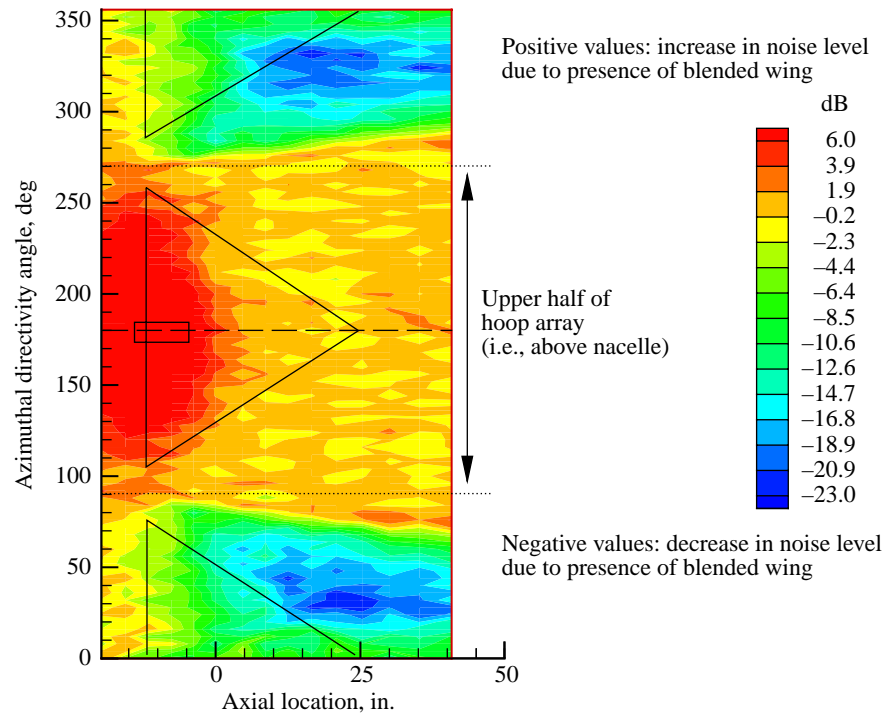 350
300
250
200
150
100
50
0
Azimuthal directivity angle, deg
0
25
50
Axial location, in.
Positive values: increase in noise level
due to presence of blended wing
dB
6.0
3.9
1.9
–0.2
–2.3
–4.3
–6.4
–8.5
–10.6
–12.6
–14.7
–16.8
–18.9
–20.9
–23.0
Upper half of
hoop array
(i.e., above nacelle)
Negative values: decrease in noise level
due to presence of blended wing